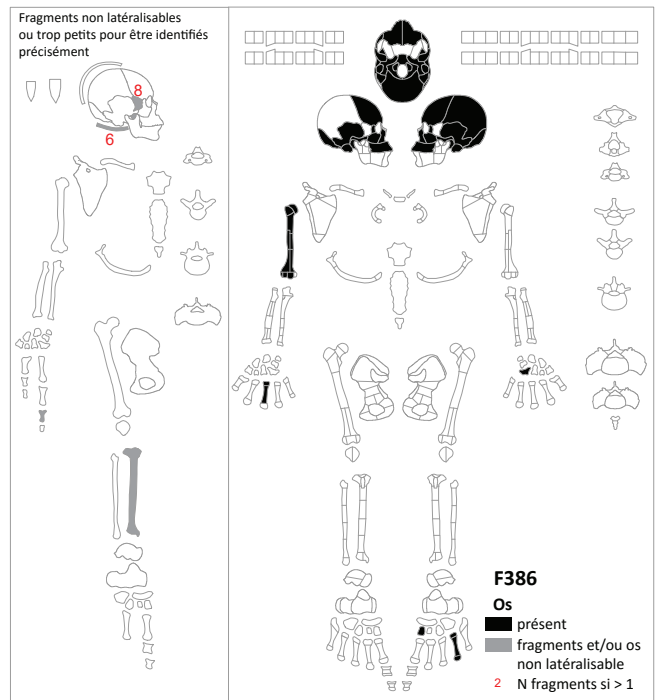 Fragments non latéralisables
ou trop petits pour être identifiés
précisément
8
6
F386
Os
présent
fragments et/ou os
non latéralisable
2 N fragments si > 1